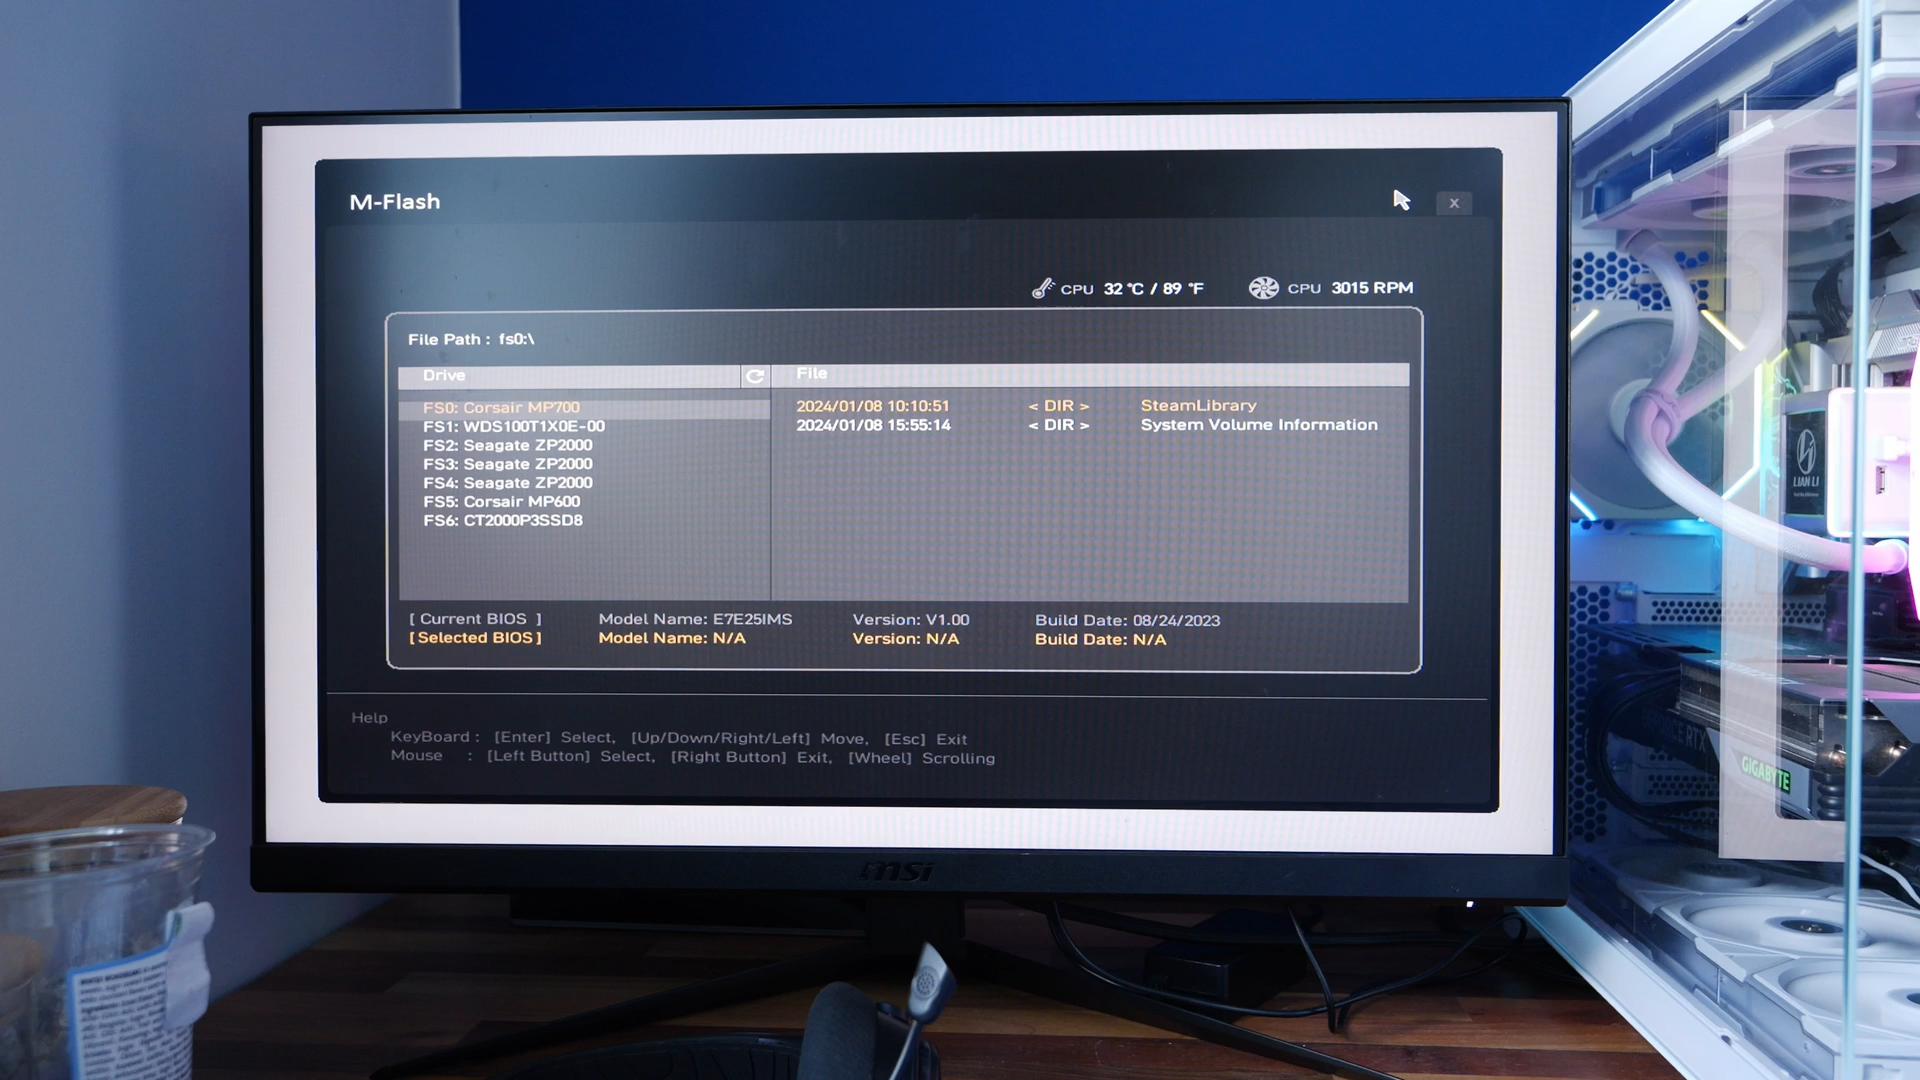 M-Flash
x
CPU 32 ℃ / 89 ℉ CPU 3015 RPM
File Path : fs0:\
Drive File
FS0: Corsair MP700
FS1: WDS100T1X0E-00
FS2: Seagate ZP2000
FS3: Seagate ZP2000
FS4: Seagate ZP2000
FS5: Corsair MP600
FS6: CT2000P3SSD8
2024/01/08 10:10:51 < DIR > SteamLibrary
2024/01/08 15:55:14 < DIR > System Volume Information
[ Current BIOS ] Model Name: E7E25IMS Version: V1.00 Build Date: 08/24/2023
[ Selected BIOS ] Model Name: N/A Version: N/A Build Date: N/A
Help
KeyBoard : [Enter] Select, [Up/Down/Right/Left] Move, [Esc] Exit
Mouse : [Left Button] Select, [Right Button] Exit, [Wheel] Scrolling
msi
LIAN LI
GIGABYTE